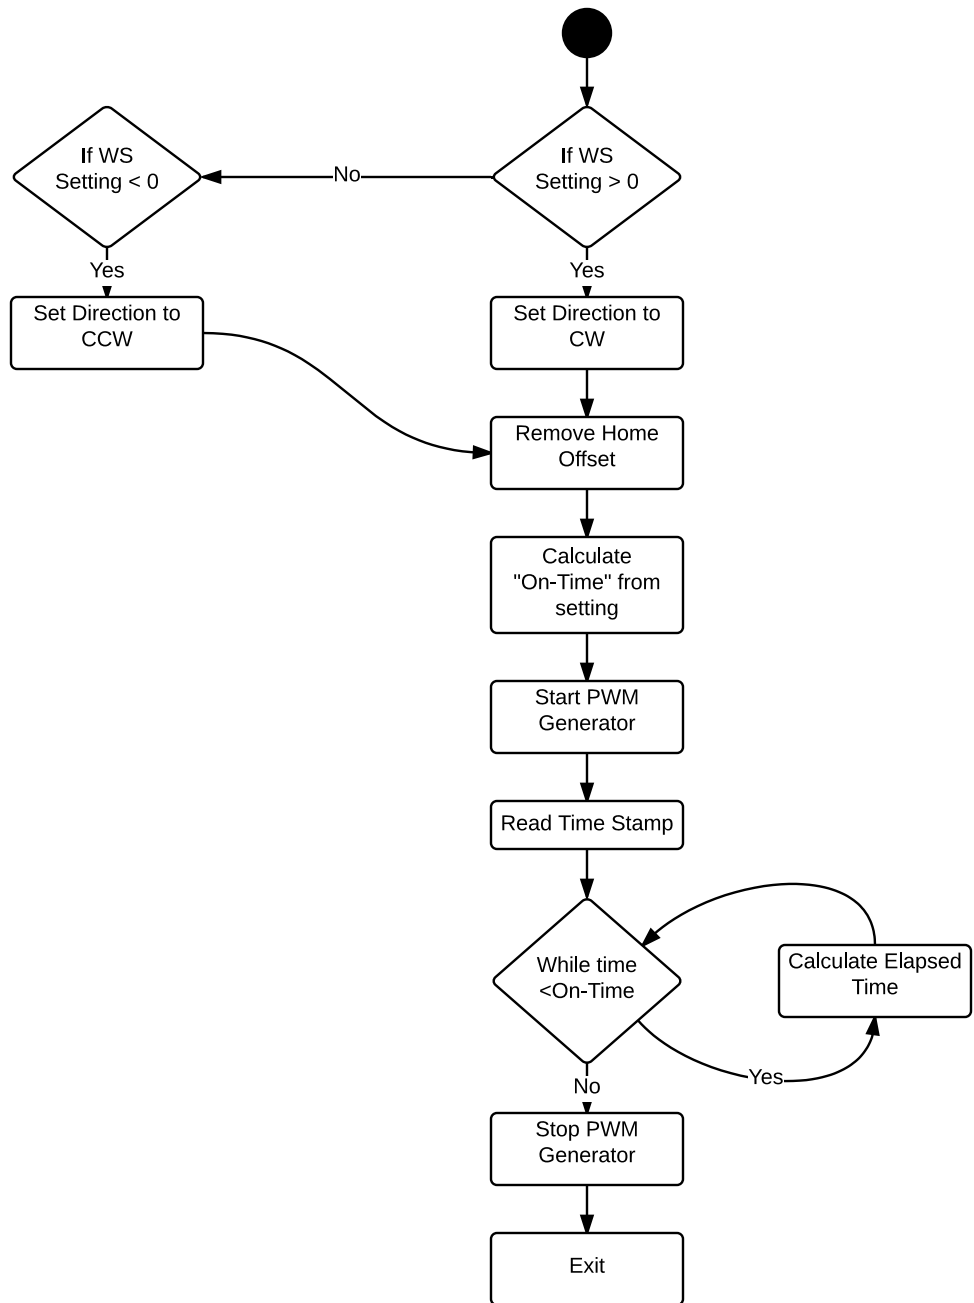 If WS
Setting < 0
No
If WS
Setting > 0
Yes
Yes
Set Direction to
CCW
Set Direction to
CW
Remove Home
Offset
Calculate
"On-Time" from
setting
Start PWM
Generator
Read Time Stamp
While time
<On-Time
Calculate Elapsed
Time
Yes
No
Stop PWM
Generator
Exit